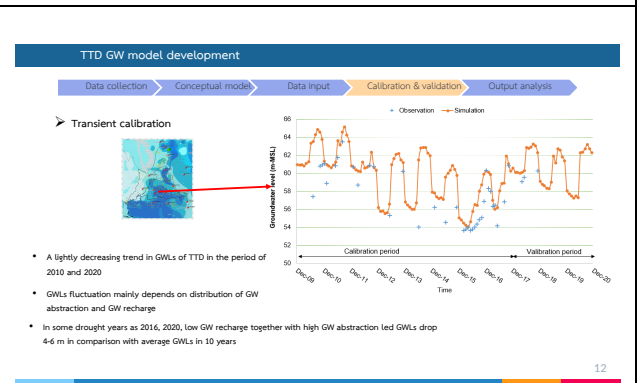 TTD GW model development
Data collection
Conceptual model
Data input
Calibration & validation
Output analysis
➢ Transient calibration
Observation
Simulation
Groundwater level (m-MSL)
66
64
62
60
58
56
54
52
50
Calibration period
Valibration period
Dec-09
Dec-10
Dec-11
Dec-12
Dec-13
Dec-14
Dec-15
Dec-16
Dec-17
Dec-18
Dec-19
Dec-20
Time
• A lightly decreasing trend in GWLs of TTD in the period of
2010 and 2020
• GWLs fluctuation mainly depends on distribution of GW
abstraction and GW recharge
• In some drought years as 2016, 2020, low GW recharge together with high GW abstraction led GWLs drop
4-6 m in comparison with average GWLs in 10 years
12